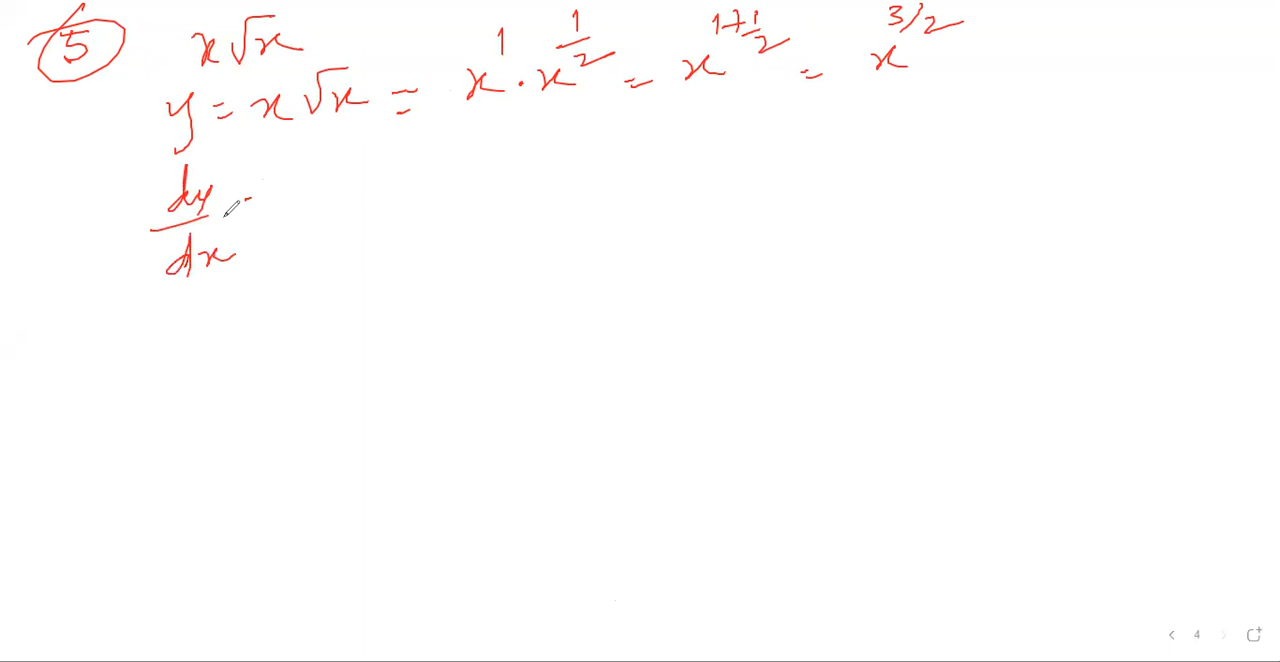 ⑤ x√x
y = x√x = x^1 · x^{1/2} = x^{1+1/2} = x^{3/2}
dy/dx
4